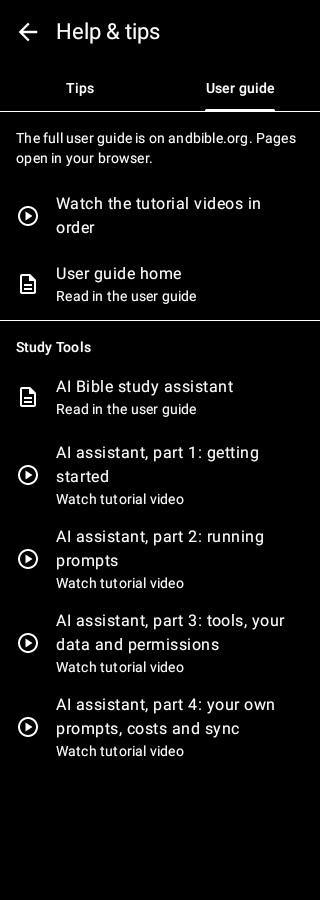 Help & tips
Tips
User guide
The full user guide is on andbible.org. Pages
open in your browser.
Watch the tutorial videos in
order
User guide home
Read in the user guide
Study Tools
AI Bible study assistant
Read in the user guide
AI assistant, part 1: getting
started
Watch tutorial video
AI assistant, part 2: running
prompts
Watch tutorial video
AI assistant, part 3: tools, your
data and permissions
Watch tutorial video
AI assistant, part 4: your own
prompts, costs and sync
Watch tutorial video